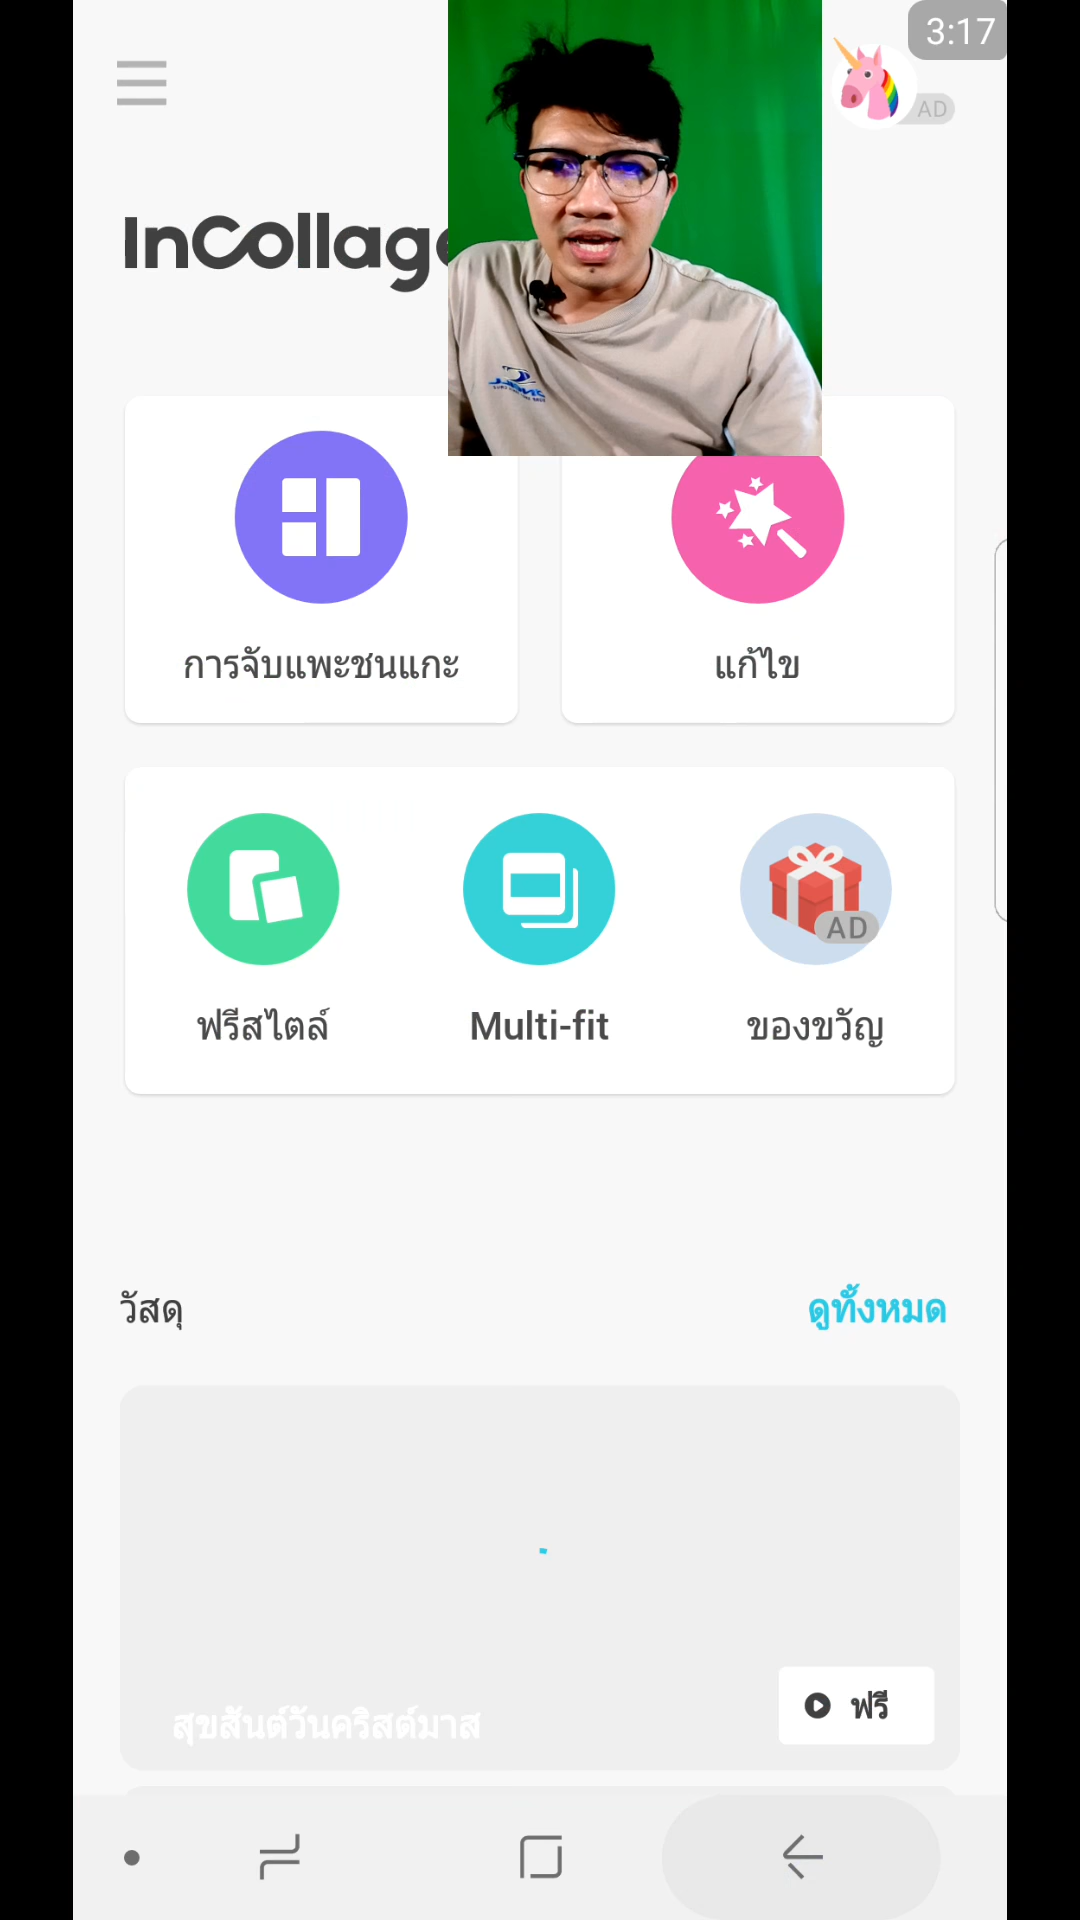 3:17
AD
InCollage
การจับแพะชนแกะ
แก้ไข
ฟรีสไตล์
Multi-fit
AD
ของขวัญ
วัสดุ
ดูทั้งหมด
สุขสันต์วันคริสต์มาส
ฟรี